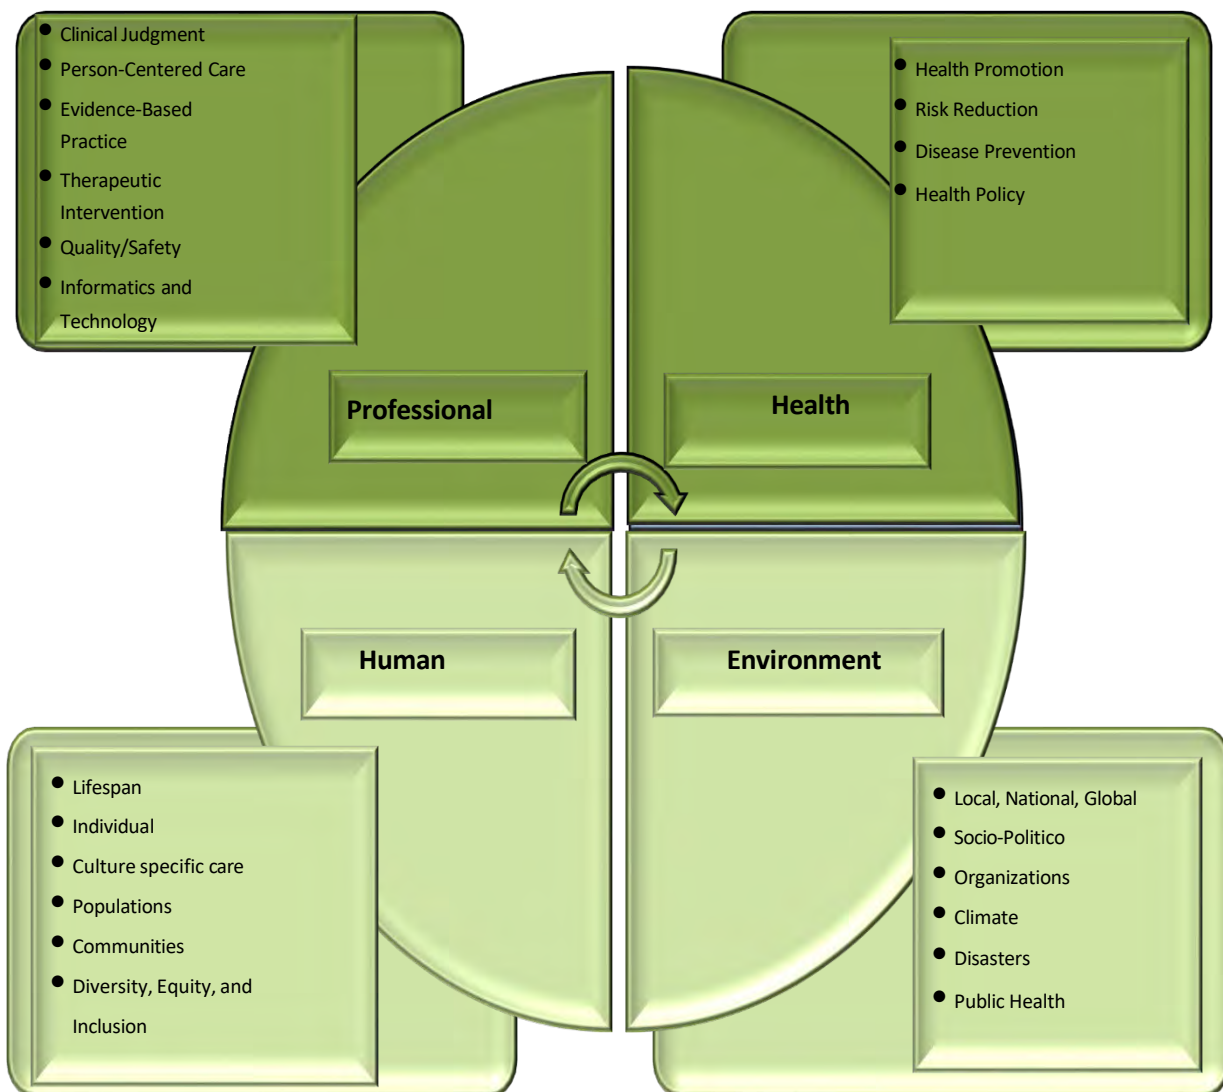 • Clinical Judgment
• Person-Centered Care
• Evidence-Based
Practice
• Therapeutic
Intervention
• Quality/Safety
• Informatics and
Technology
• Health Promotion
• Risk Reduction
• Disease Prevention
• Health Policy
Professional
Health
Human
Environment
• Lifespan
• Individual
• Culture specific care
• Populations
• Communities
• Diversity, Equity, and
Inclusion
• Local, National, Global
• Socio-Politico
• Organizations
• Climate
• Disasters
• Public Health